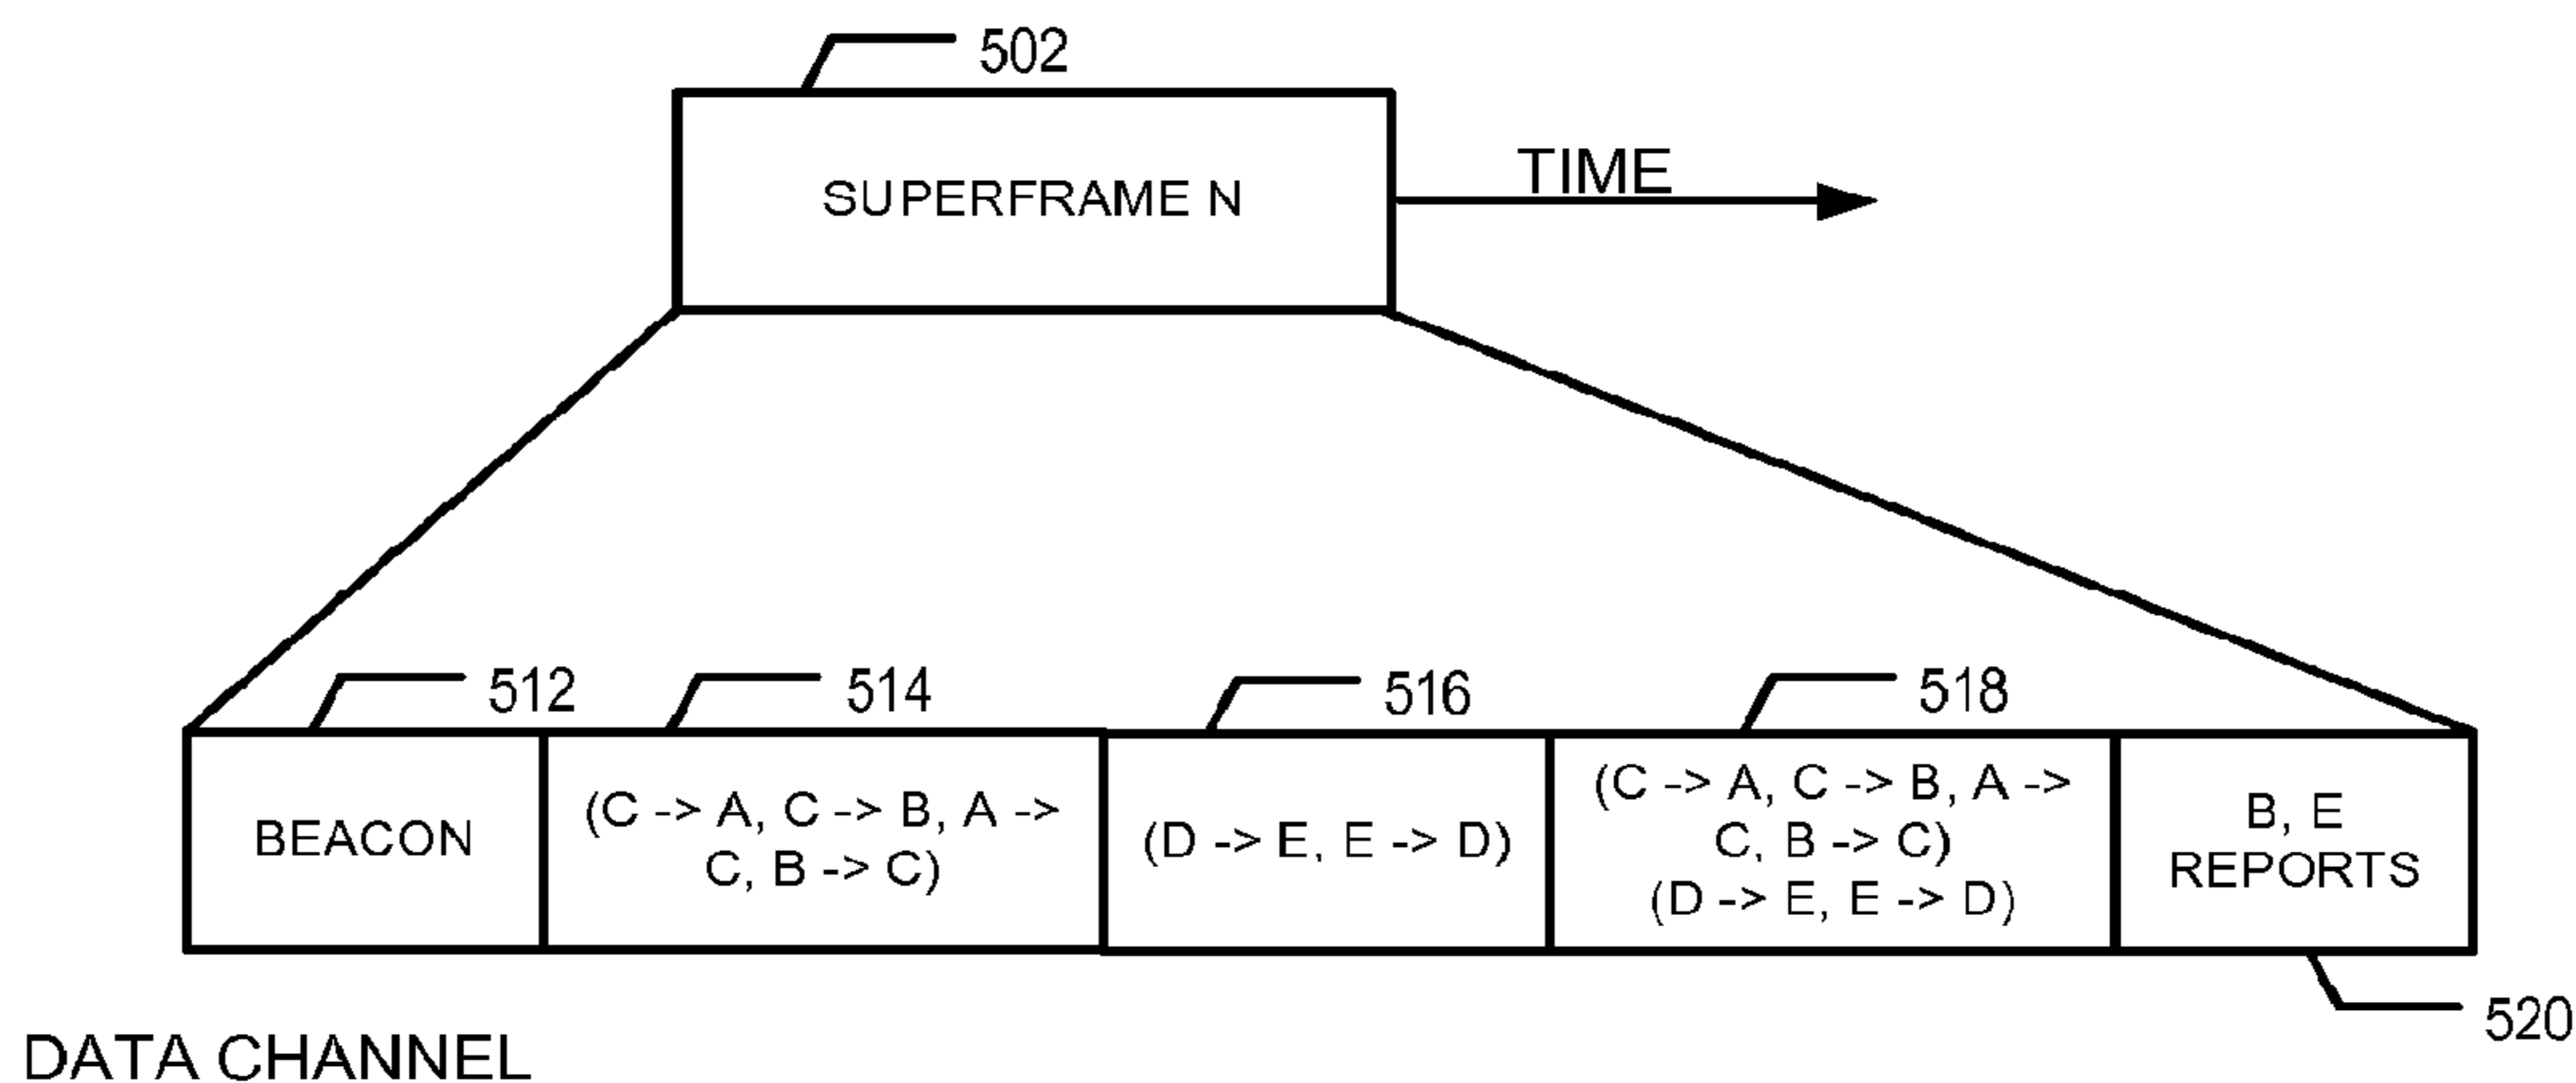 502
SUPERFRAME N
TIME
512
514
516
518
BEACON
(C -> A, C -> B, A ->
C, B -> C)
(D -> E, E -> D)
(C -> A, C -> B, A ->
C, B -> C)
(D -> E, E -> D)
B, E
REPORTS
520
DATA CHANNEL